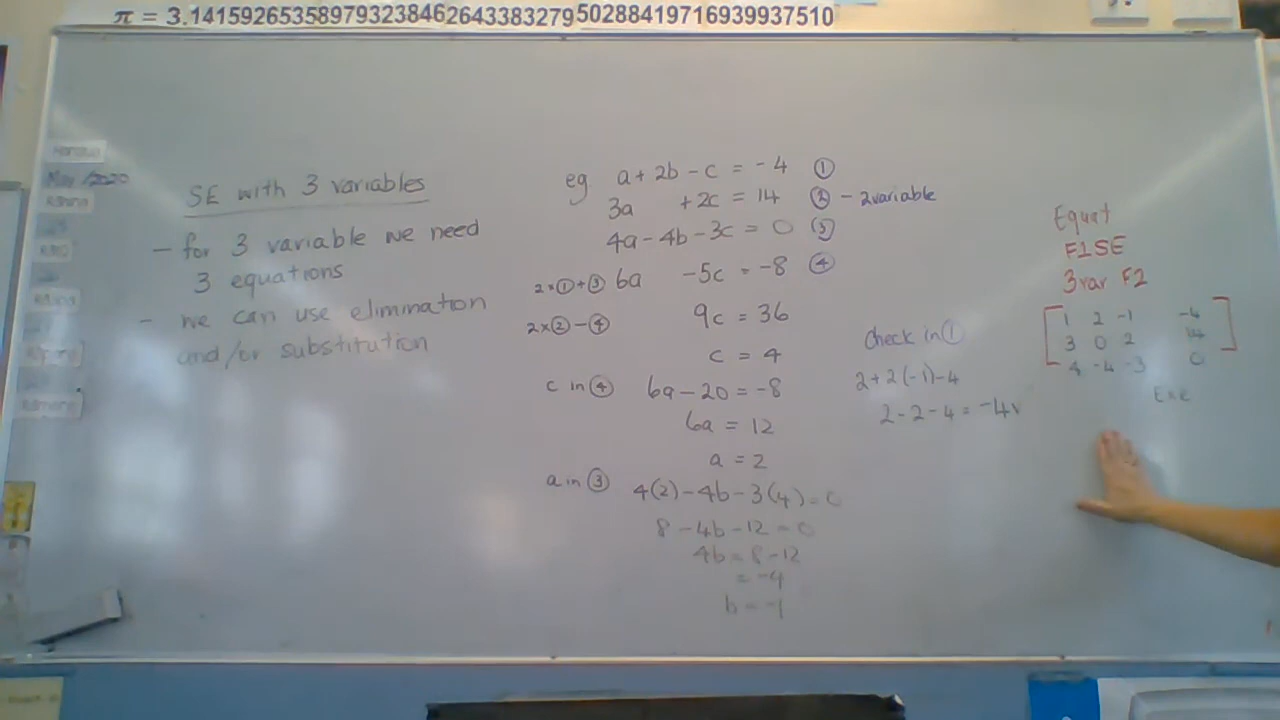 π = 3.14159265358979323846264338327950288419716939937510
May /2020
SE with 3 variables
- for 3 variable we need
3 equations
- we can use elimination
and/or substitution
eg a + 2b - c = -4 ①
3a + 2c = 14 ② - 2variable
4a - 4b - 3c = 0 ③
2×①+③ 6a - 5c = -8 ④
2×②-④ 9c = 36
c = 4
c in ④ 6a - 20 = -8
6a = 12
a = 2
a in ③ 4(2) - 4b - 3(4) = 0
8 - 4b - 12 = 0
4b = 8 - 12
= -4
b = -1
Check in ①
2 + 2(-1) - 4
2 - 2 - 4 = -4✓
Equat
F1SE
3var F2
1 2 -1 -4
3 0 2 14
4 -4 -3 0
Exe